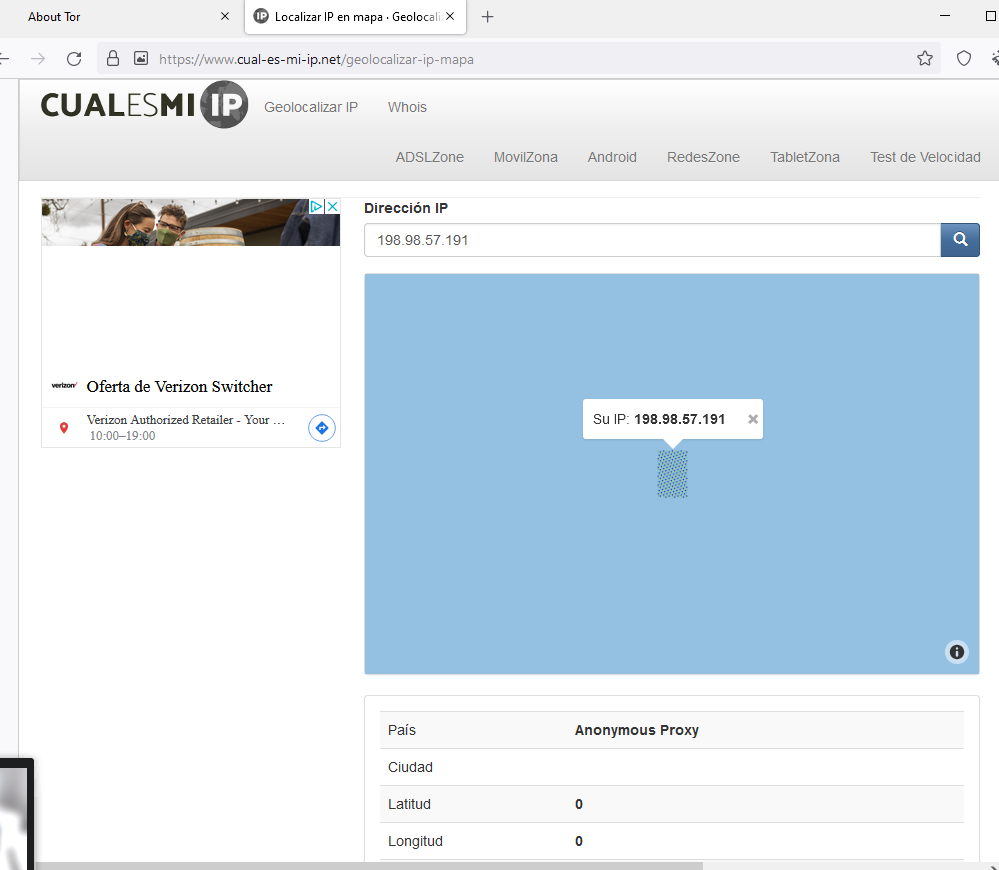 About Tor
Localizar IP en mapa · Geolocali
https://www.cual-es-mi-ip.net/geolocalizar-ip-mapa
CUALESMI IP
Geolocalizar IP
Whois
ADSLZone
MovilZona
Android
RedesZone
TabletZona
Test de Velocidad
Dirección IP
198.98.57.191
verizon
Oferta de Verizon Switcher
Verizon Authorized Retailer - Your …
10:00–19:00
Su IP: 198.98.57.191
País
Anonymous Proxy
Ciudad
Latitud
0
Longitud
0